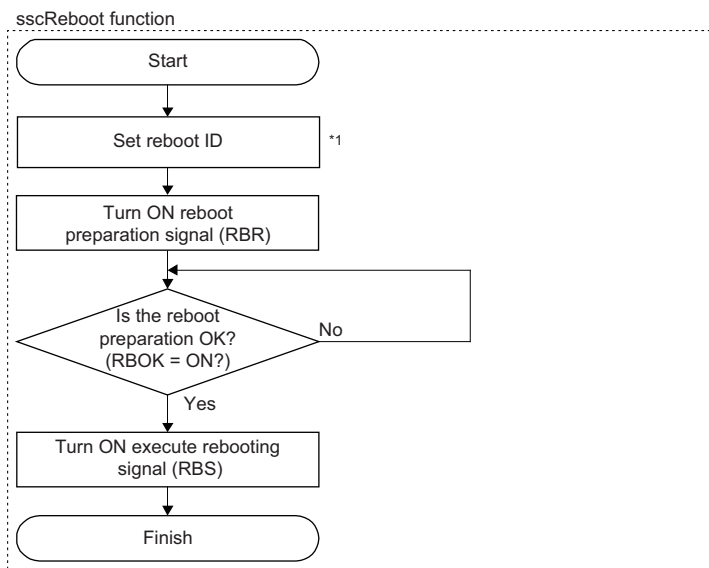 sscReboot function
Start
Set reboot ID
*1
Turn ON reboot
preparation signal (RBR)
Is the reboot
preparation OK?
(RBOK = ON?)
No
Yes
Turn ON execute rebooting
signal (RBS)
Finish